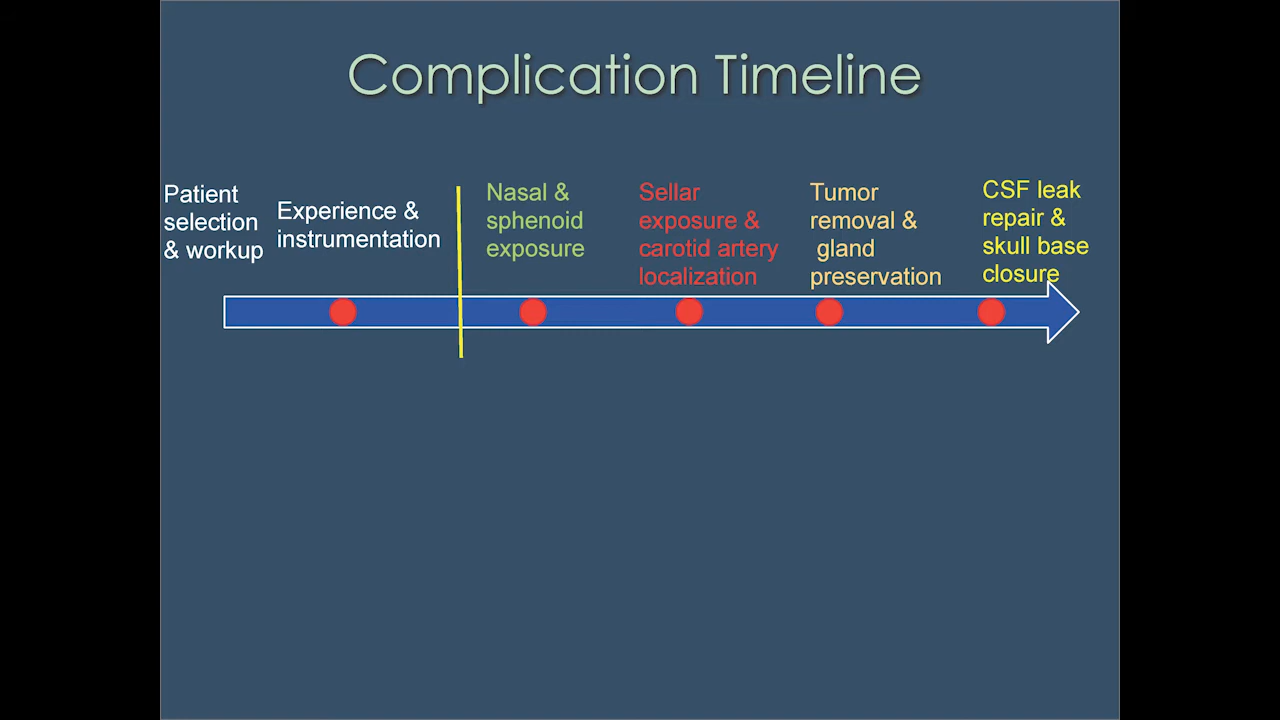 Complication Timeline
Patient
selection
& workup
Experience &
instrumentation
Nasal &
sphenoid
exposure
Sellar
exposure &
carotid artery
localization
Tumor
removal &
gland
preservation
CSF leak
repair &
skull base
closure